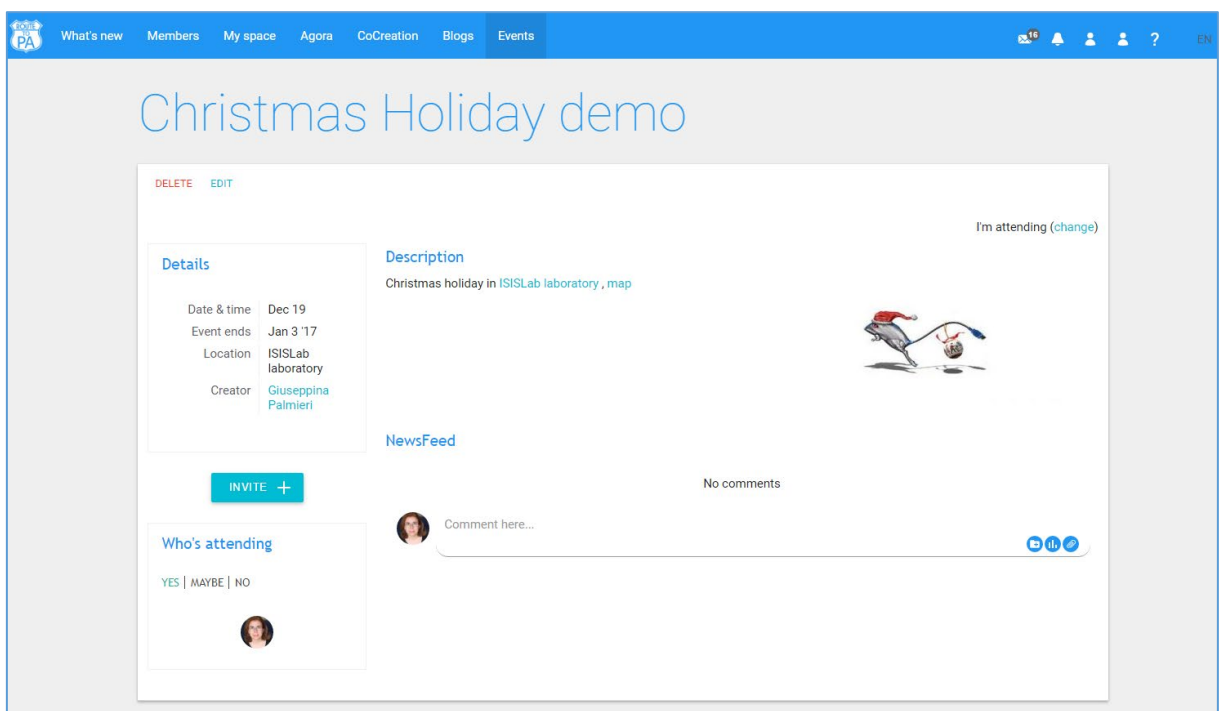 ROUTE
TO
PA
What's new
Members
My space
Agora
CoCreation
Blogs
Events
16
?
EN
Christmas Holiday demo
DELETE
EDIT
I'm attending (change)
Details
Date & time Dec 19
Event ends Jan 3 '17
Location ISISLab
laboratory
Creator Giuseppina
Palmieri
INVITE +
Who's attending
YES | MAYBE | NO
Description
Christmas holiday in ISISLab laboratory , map
NewsFeed
No comments
Comment here...